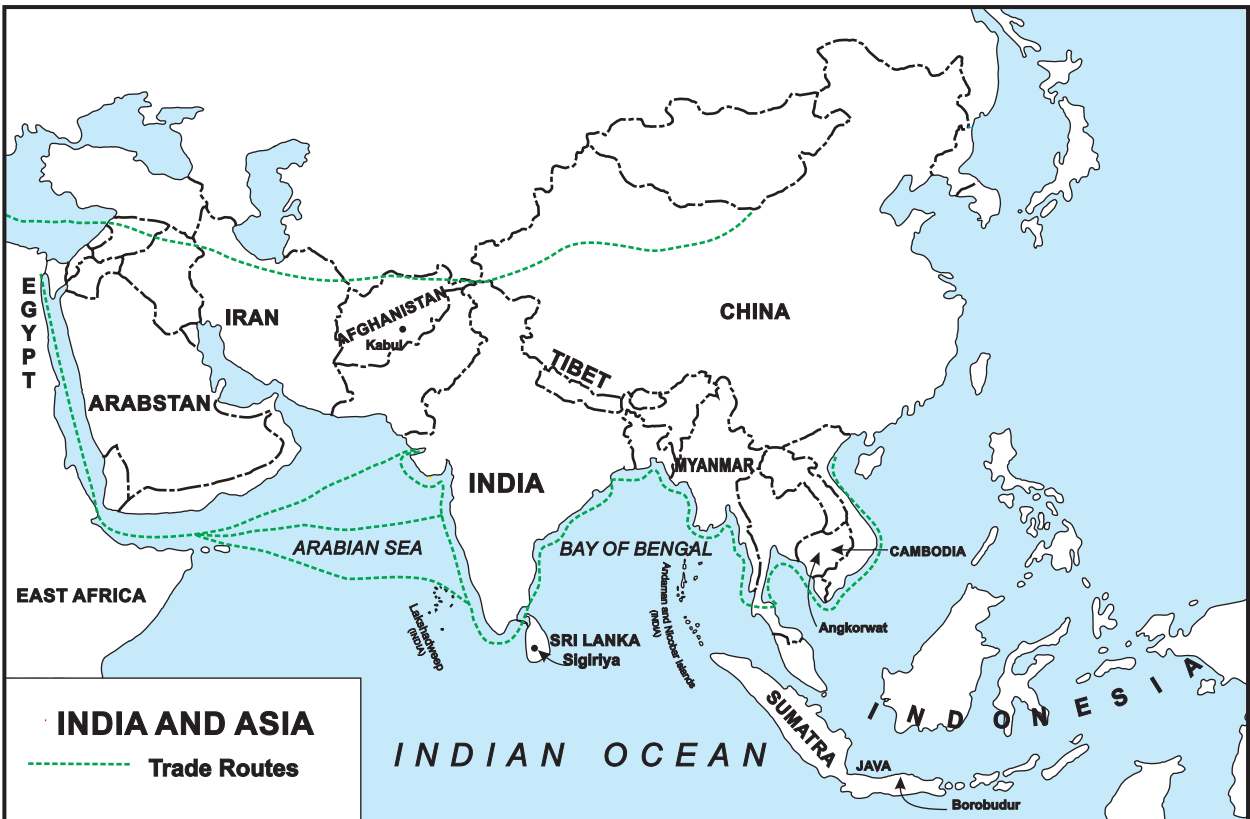 CHINA
EGYPT
IRAN
AFGHANISTAN
Kabul
TIBET
ARABSTAN
INDIA
MYANMAR
ARABIAN SEA
BAY OF BENGAL
CAMBODIA
EAST AFRICA
Lakshadweep
(INDIA)
Andaman and Nicobar Islands
(INDIA)
Angkorwat
SRI LANKA
Sigiriya
SUMATRA
INDONESIA
INDIAN OCEAN
JAVA
Borobudur
INDIA AND ASIA
Trade Routes